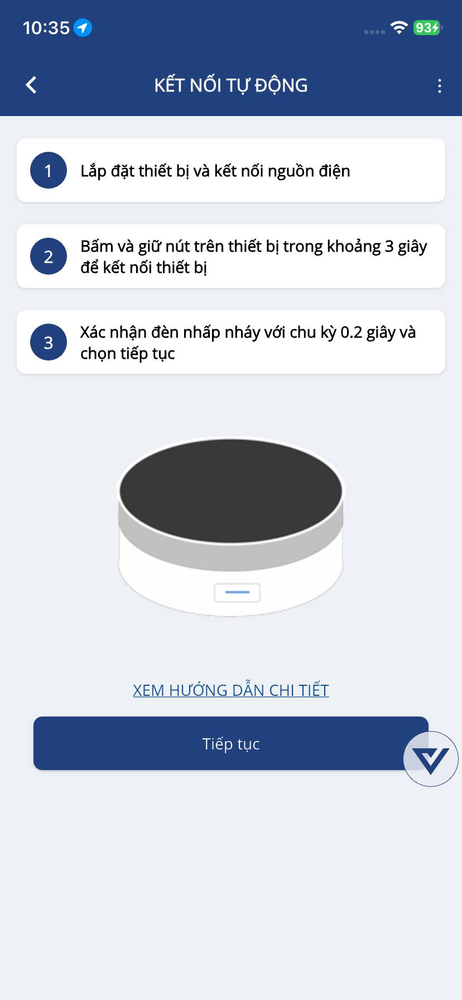 10:35
93
KẾT NỐI TỰ ĐỘNG
1
Lắp đặt thiết bị và kết nối nguồn điện
2
Bấm và giữ nút trên thiết bị trong khoảng 3 giây
để kết nối thiết bị
3
Xác nhận đèn nhấp nháy với chu kỳ 0.2 giây và
chọn tiếp tục
XEM HƯỚNG DẪN CHI TIẾT
Tiếp tục